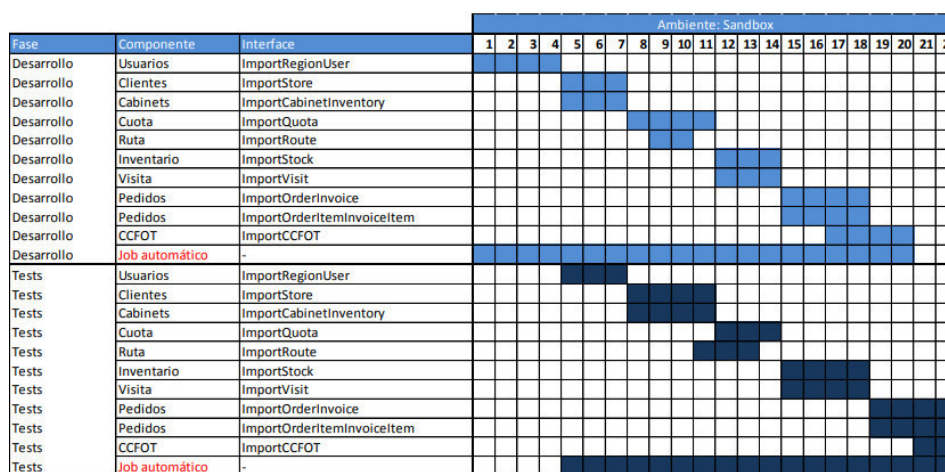 Ambiente: Sandbox
Fase Componente Interface 1 2 3 4 5 6 7 8 9 10 11 12 13 14 15 16 17 18 19 20 21
Desarrollo Usuarios ImportRegionUser
Desarrollo Clientes ImportStore
Desarrollo Cabinets ImportCabinetInventory
Desarrollo Cuota ImportQuota
Desarrollo Ruta ImportRoute
Desarrollo Inventario ImportStock
Desarrollo Visita ImportVisit
Desarrollo Pedidos ImportOrderInvoice
Desarrollo Pedidos ImportOrderItemInvoiceItem
Desarrollo CCFOT ImportCCFOT
Desarrollo Job automático -
Tests Usuarios ImportRegionUser
Tests Clientes ImportStore
Tests Cabinets ImportCabinetInventory
Tests Cuota ImportQuota
Tests Ruta ImportRoute
Tests Inventario ImportStock
Tests Visita ImportVisit
Tests Pedidos ImportOrderInvoice
Tests Pedidos ImportOrderItemInvoiceItem
Tests CCFOT ImportCCFOT
Tests Job automático -